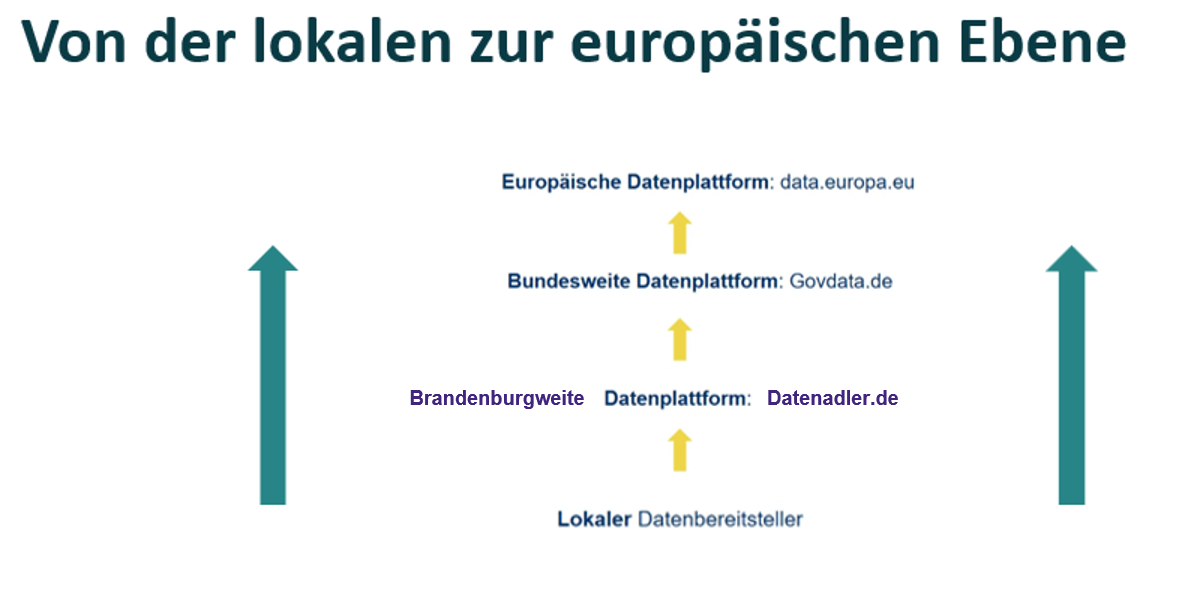 Von der lokalen zur europäischen Ebene
Europäische Datenplattform: data.europa.eu
Bundesweite Datenplattform: Govdata.de
Brandenburgweite Datenplattform: Datenadler.de
Lokaler Datenbereitsteller